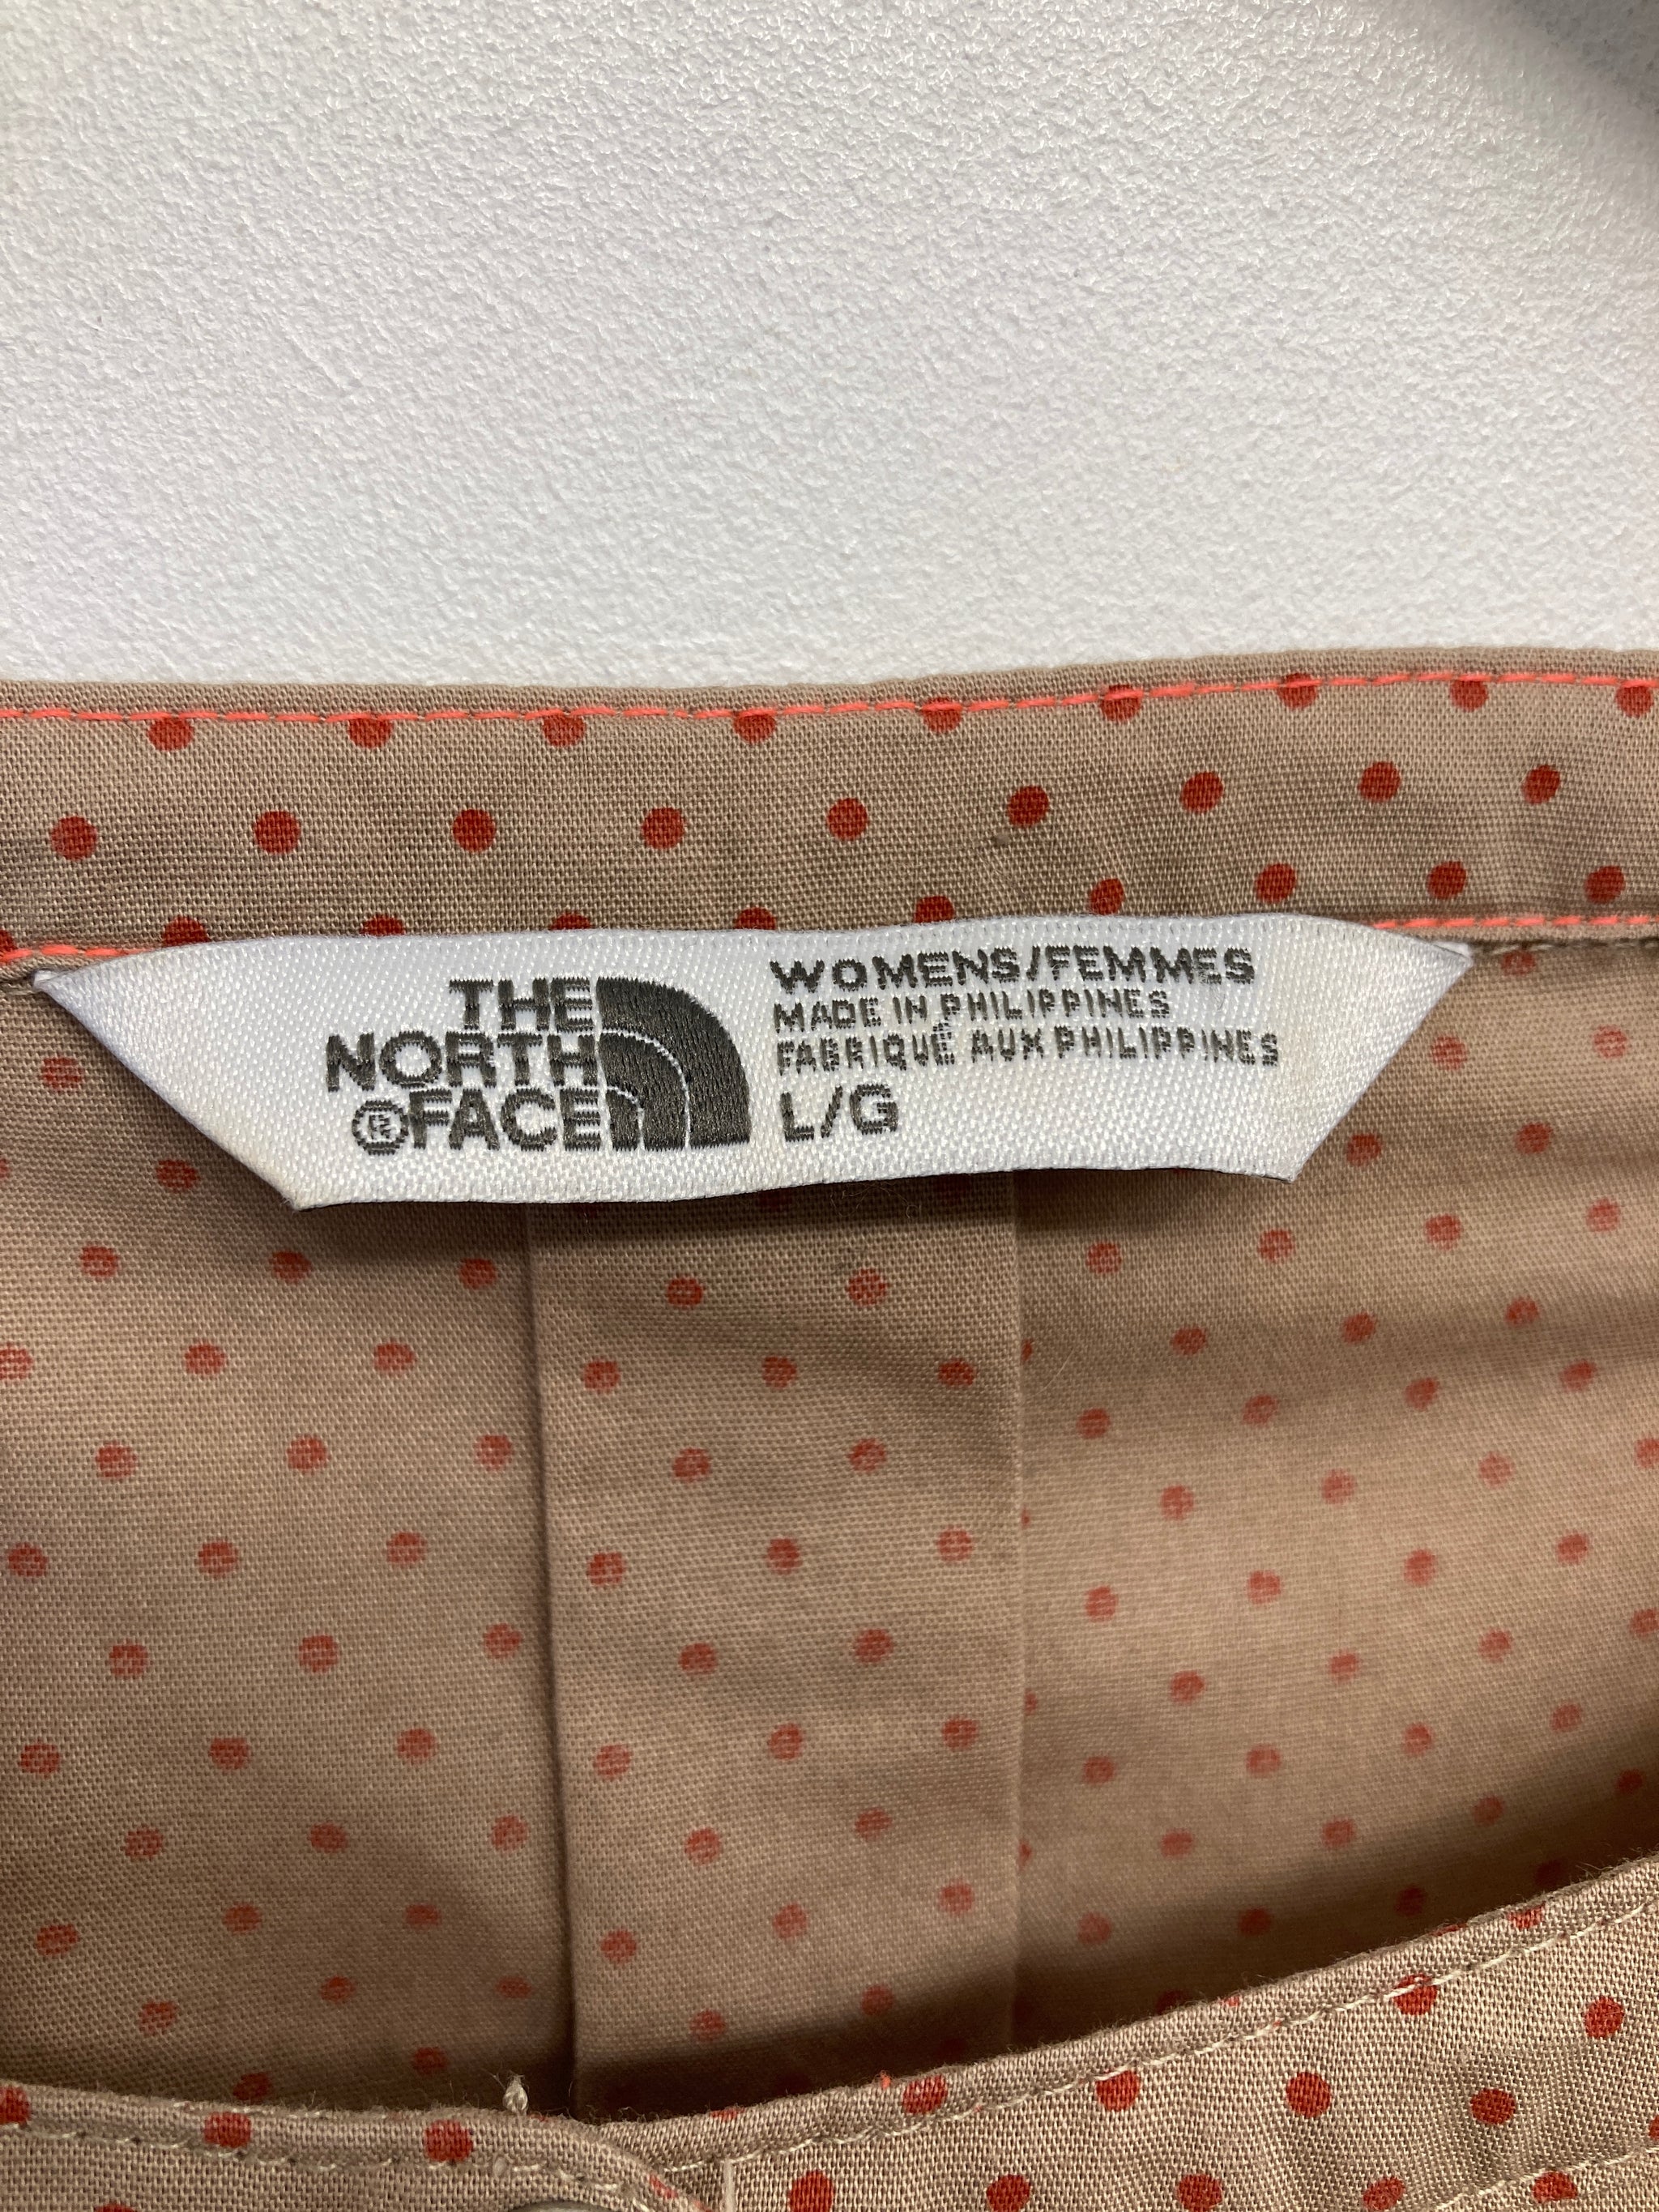 THE
NORTH
®FACE
WOMENS/FEMMES
MADE IN PHILIPPINES
FABRIQUÉ AUX PHILIPPINES
L/G